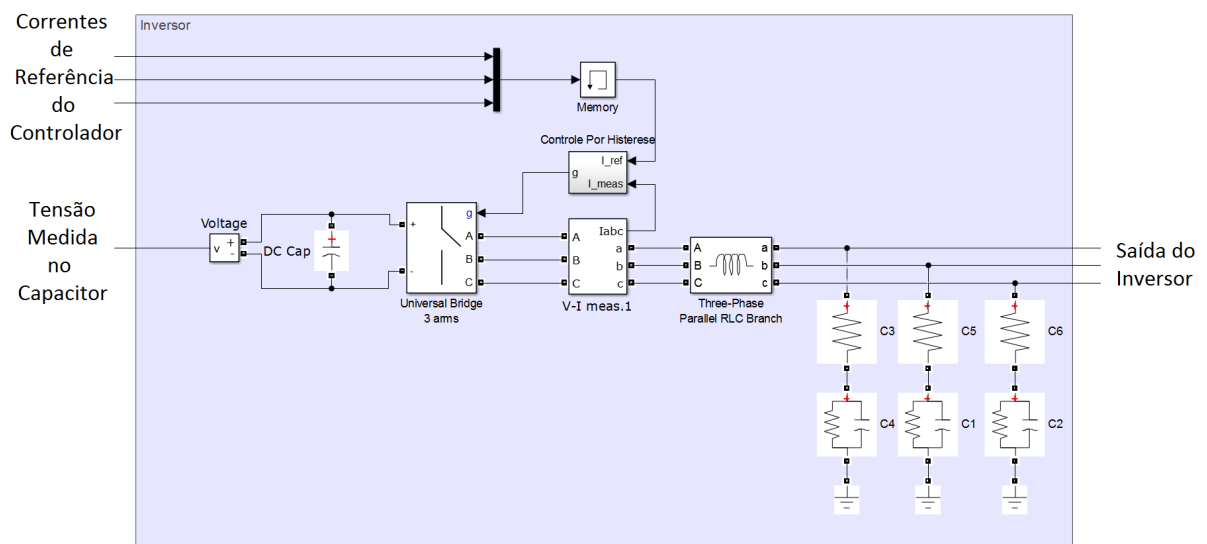 Correntes
de
Referência
do
Controlador
Inversor
Memory
Controle Por Histerese
I_ref
g
I_meas
Tensão
Medida
no
Capacitor
Voltage
v
+
-
DC Cap
+
-
g
A
B
C
Universal Bridge
3 arms
Iabc
A
a
B
b
C
c
V-I meas.1
A
a
B
b
C
c
Three-Phase
Parallel RLC Branch
Saída do
Inversor
+
C3
+
C5
+
C6
+
C4
+
C1
+
C2